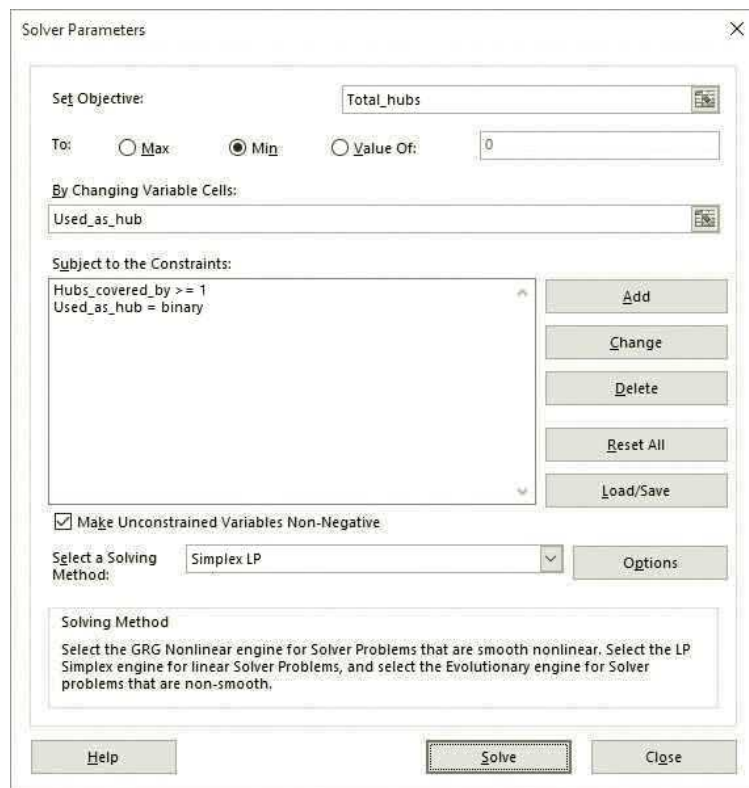 Solver Parameters
Set Objective:
Total_hubs
To:
Max
Min
Value Of:
0
By Changing Variable Cells:
Used_as_hub
Subject to the Constraints:
Hubs_covered_by >= 1
Used_as_hub = binary
Add
Change
Delete
Reset All
Load/Save
Make Unconstrained Variables Non-Negative
Select a Solving
Method:
Simplex LP
Options
Solving Method
Select the GRG Nonlinear engine for Solver Problems that are smooth nonlinear. Select the LP
Simplex engine for linear Solver Problems, and select the Evolutionary engine for Solver
problems that are non-smooth.
Help
Solve
Close